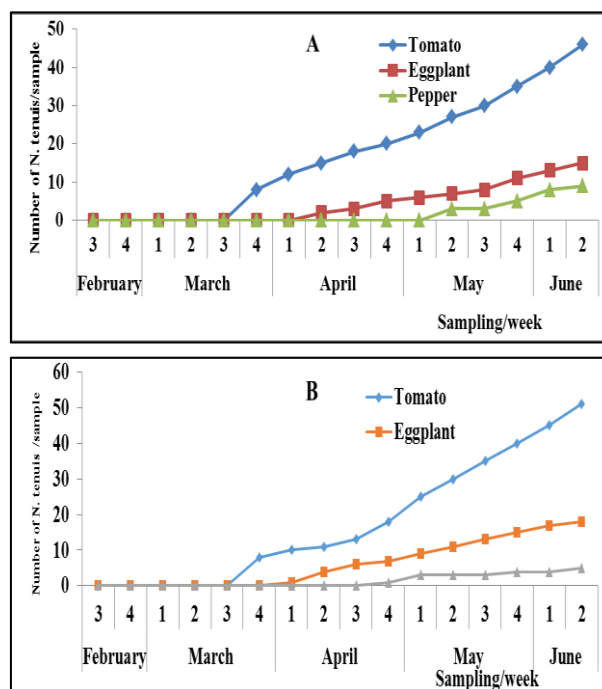 A
50
40
30
20
10
0
Number of N. tenuis/sample
Tomato
Eggplant
Pepper
3 4 1 2 3 4 1 2 3 4 1 2 3 4 1 2
February March April May June
Sampling/week
B
60
50
40
30
20
10
0
Number of N. tenuis /sample
Tomato
Eggplant
3 4 1 2 3 4 1 2 3 4 1 2 3 4 1 2
February March April May June
Sampling/week